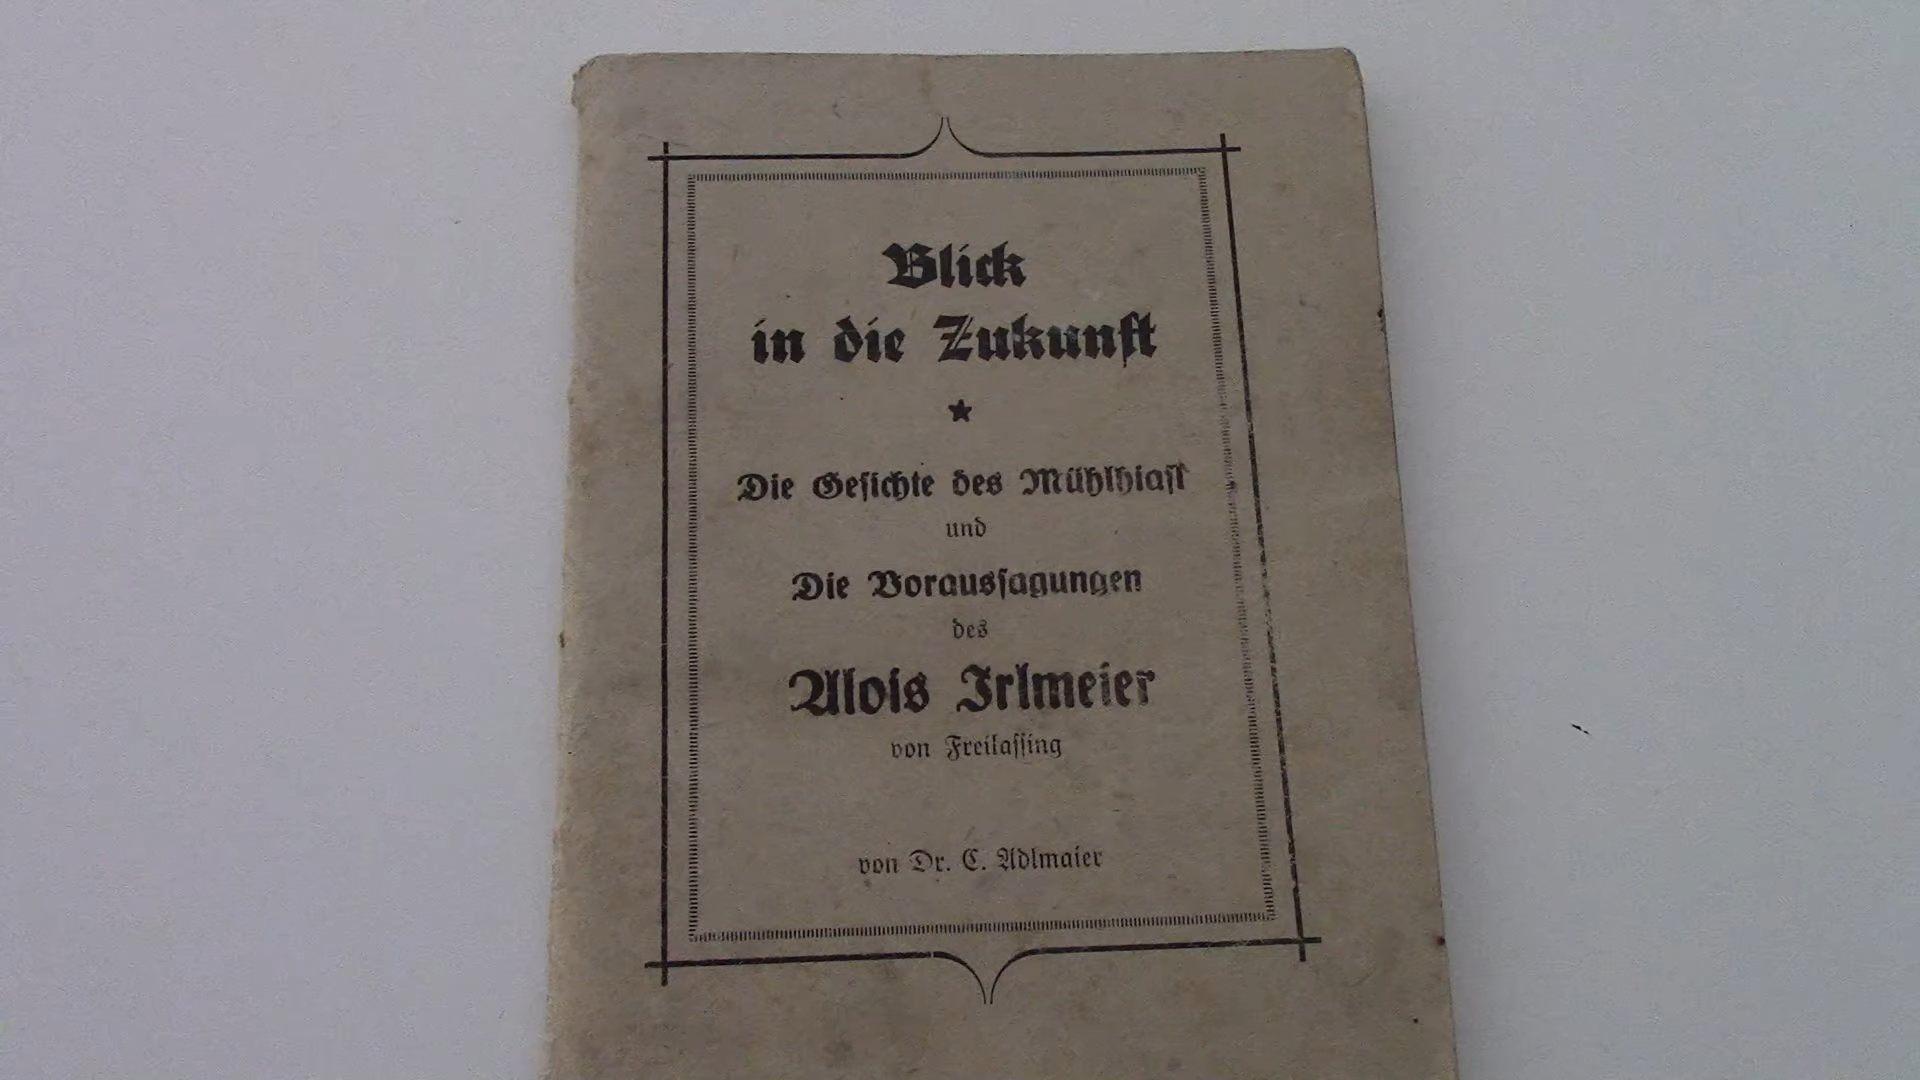 Blick
in die Zukunft
★
Die Gesichte des Mühlhiasl
und
Die Voraussagungen
des
Alois Irlmeier
von Freilassing
von Dr. C. Adlmaier